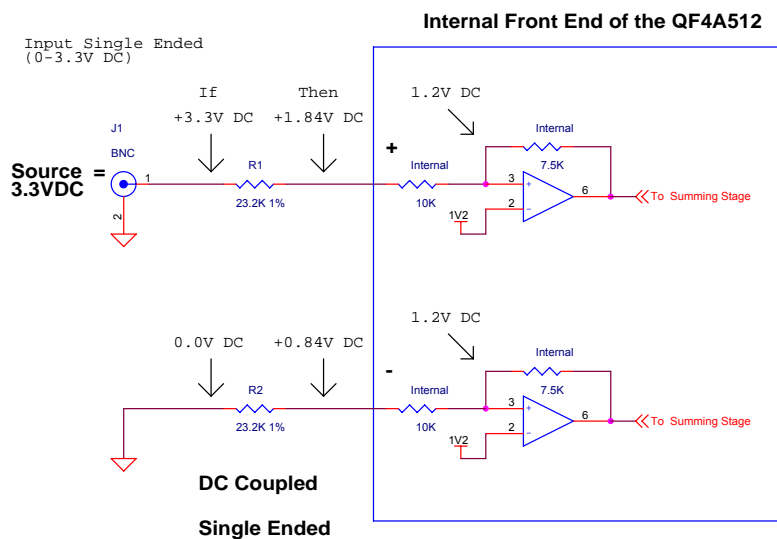 Internal Front End of the QF4A512
Input Single Ended
(0-3.3V DC)
If
Then
+3.3V DC
+1.84V DC
1.2V DC
J1
BNC
Source =
3.3VDC
1
2
R1
23.2K 1%
+
Internal
10K
Internal
7.5K
3
+
2
-
6
1V2
To Summing Stage
0.0V DC
+0.84V DC
1.2V DC
R2
23.2K 1%
-
Internal
10K
Internal
7.5K
3
+
2
-
6
1V2
To Summing Stage
DC Coupled
Single Ended